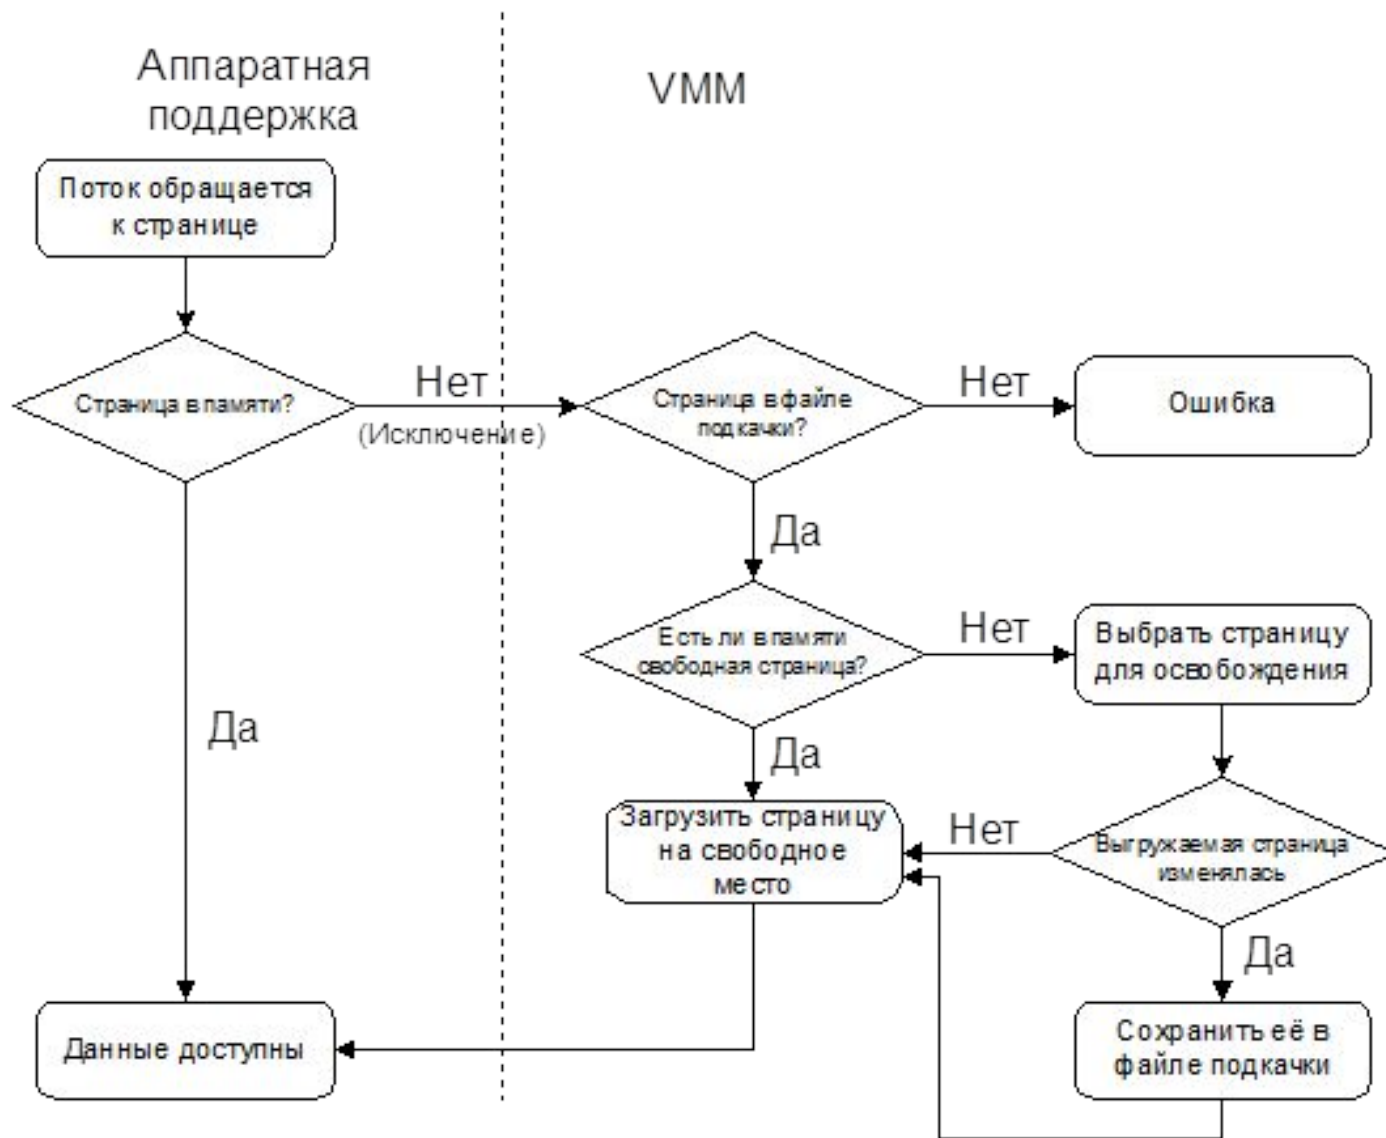 Аппаратная
поддержка
VMM
Поток обращается
к странице
Страница в памяти?
Нет
(Исключение)
Страница в файле
подкачки?
Нет
Ошибка
Да
Есть ли в памяти
свободная страница?
Нет
Выбрать страницу
для освобождения
Да
Да
Загрузить страницу
на свободное
место
Нет
Выгружаемая страница
изменялась
Да
Данные доступны
Сохранить её в
файле подкачки